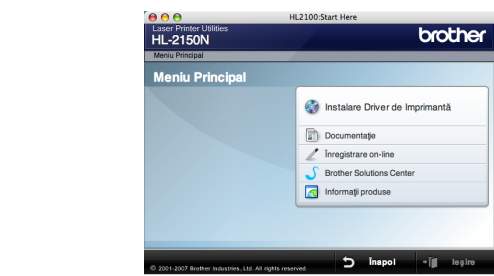 HL2100:Start Here
Laser Printer Utilities
HL-2150N
brother
Meniu Principal
Meniu Principal
Instalare Driver de Imprimantă
Documentaţie
Înregistrare on-line
Brother Solutions Center
Informaţii produse
© 2001-2007 Brother Industries, Ltd. All rights reserved.
Înapoi
Ieşire